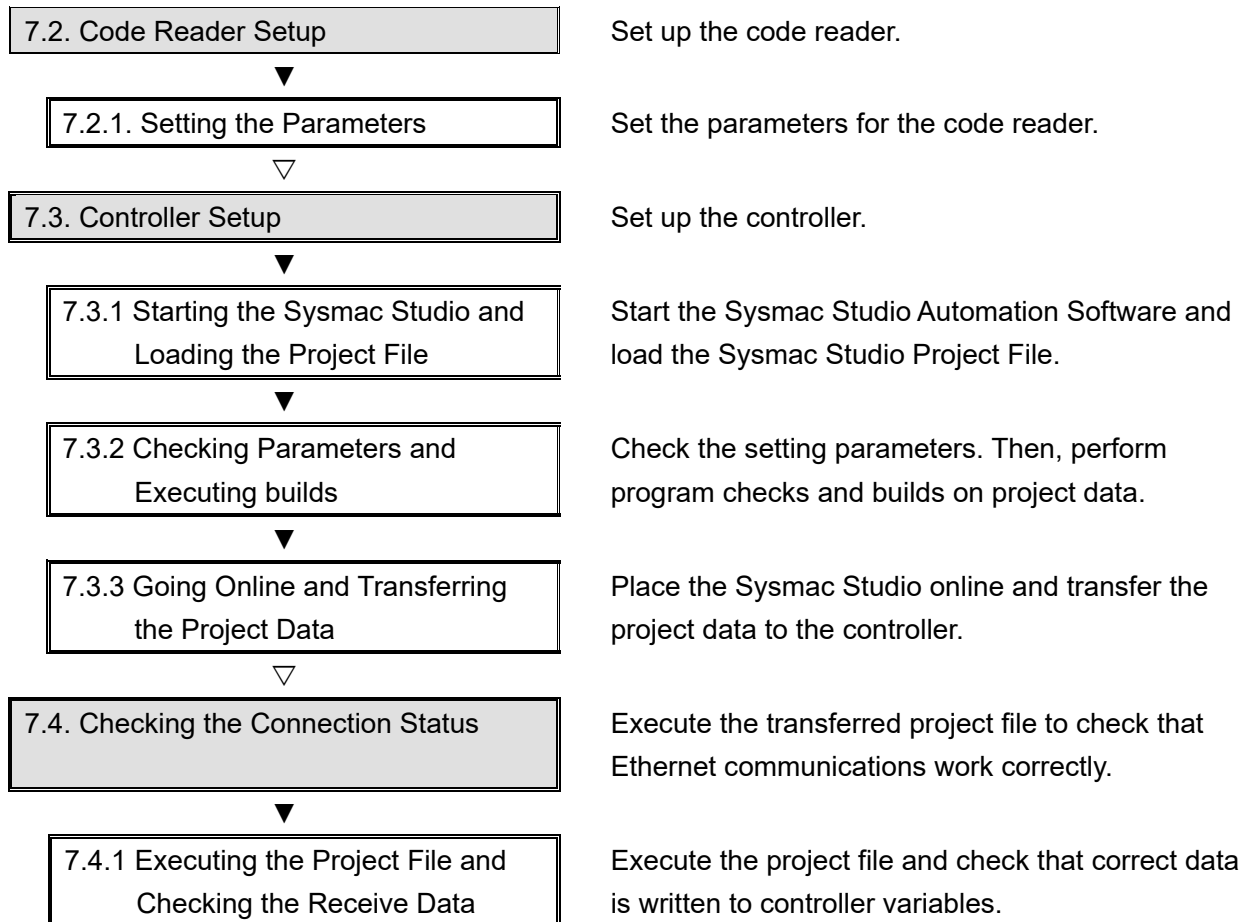 7.2. Code Reader Setup
Set up the code reader.
▼
7.2.1. Setting the Parameters
Set the parameters for the code reader.
▽
7.3. Controller Setup
Set up the controller.
▼
7.3.1 Starting the Sysmac Studio and
Loading the Project File
Start the Sysmac Studio Automation Software and
load the Sysmac Studio Project File.
▼
7.3.2 Checking Parameters and
Executing builds
Check the setting parameters. Then, perform
program checks and builds on project data.
▼
7.3.3 Going Online and Transferring
the Project Data
Place the Sysmac Studio online and transfer the
project data to the controller.
▽
7.4. Checking the Connection Status
Execute the transferred project file to check that
Ethernet communications work correctly.
▼
7.4.1 Executing the Project File and
Checking the Receive Data
Execute the project file and check that correct data
is written to controller variables.